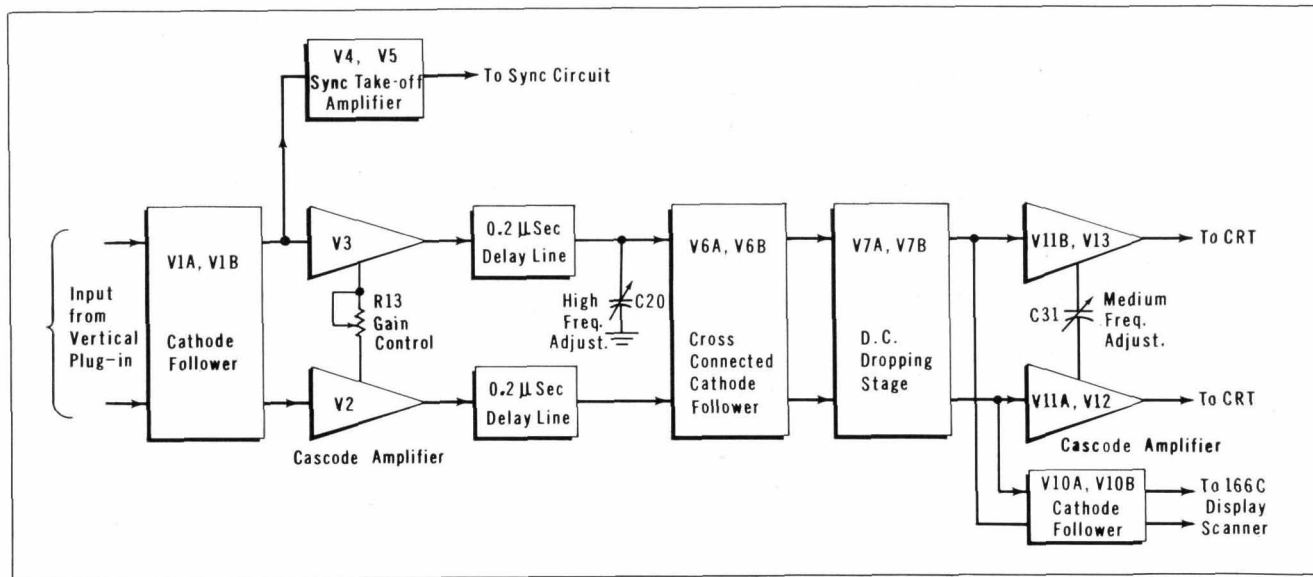 V4, V5
Sync Take-off
Amplifier
To Sync Circuit
Input
from
Vertical
Plug-in
V1A, V1B
Cathode
Follower
V3
R13
Gain
Control
V2
Cascode Amplifier
0.2 μSec
Delay Line
0.2 μSec
Delay Line
High
Freq.
Adjust.
C20
V6A, V6B
Cross
Connected
Cathode
Follower
V7A, V7B
D.C.
Dropping
Stage
V11B, V13
To CRT
C31
Medium
Freq.
Adjust.
V11A, V12
To CRT
Cascode Amplifier
V10A, V10B
Cathode
Follower
To 166C
Display
Scanner